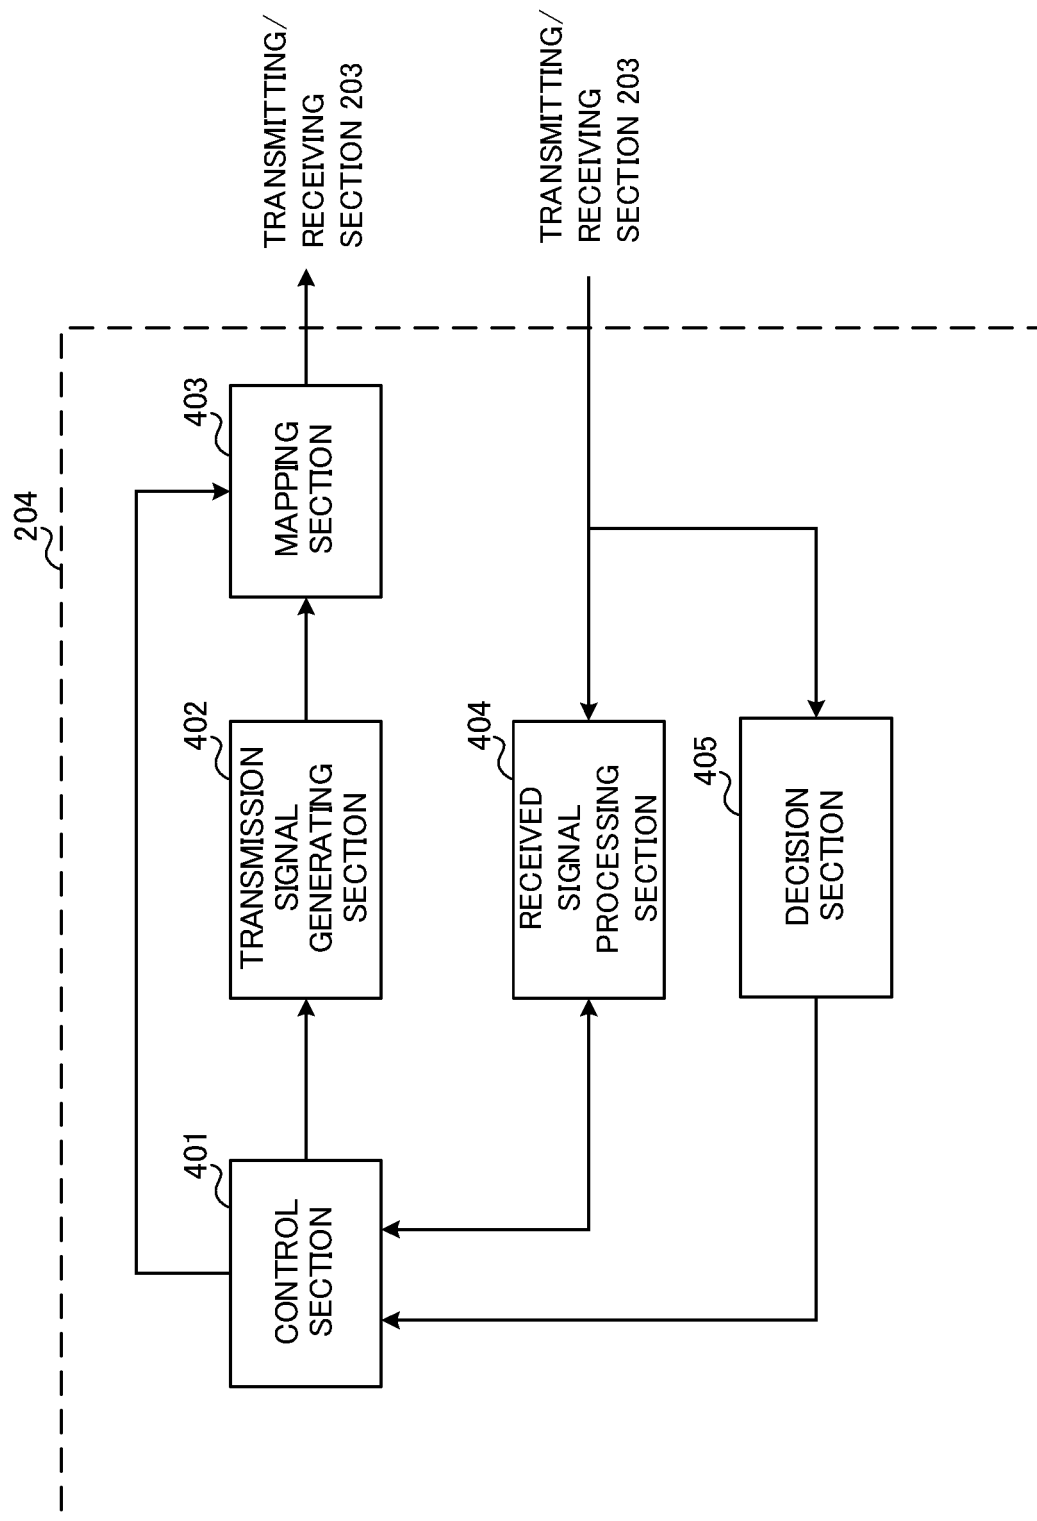 204
401
CONTROL
SECTION
402
TRANSMISSION
SIGNAL
GENERATING
SECTION
403
MAPPING
SECTION
TRANSMITTING/
RECEIVING
SECTION 203
404
RECEIVED
SIGNAL
PROCESSING
SECTION
TRANSMITTING/
RECEIVING
SECTION 203
405
DECISION
SECTION